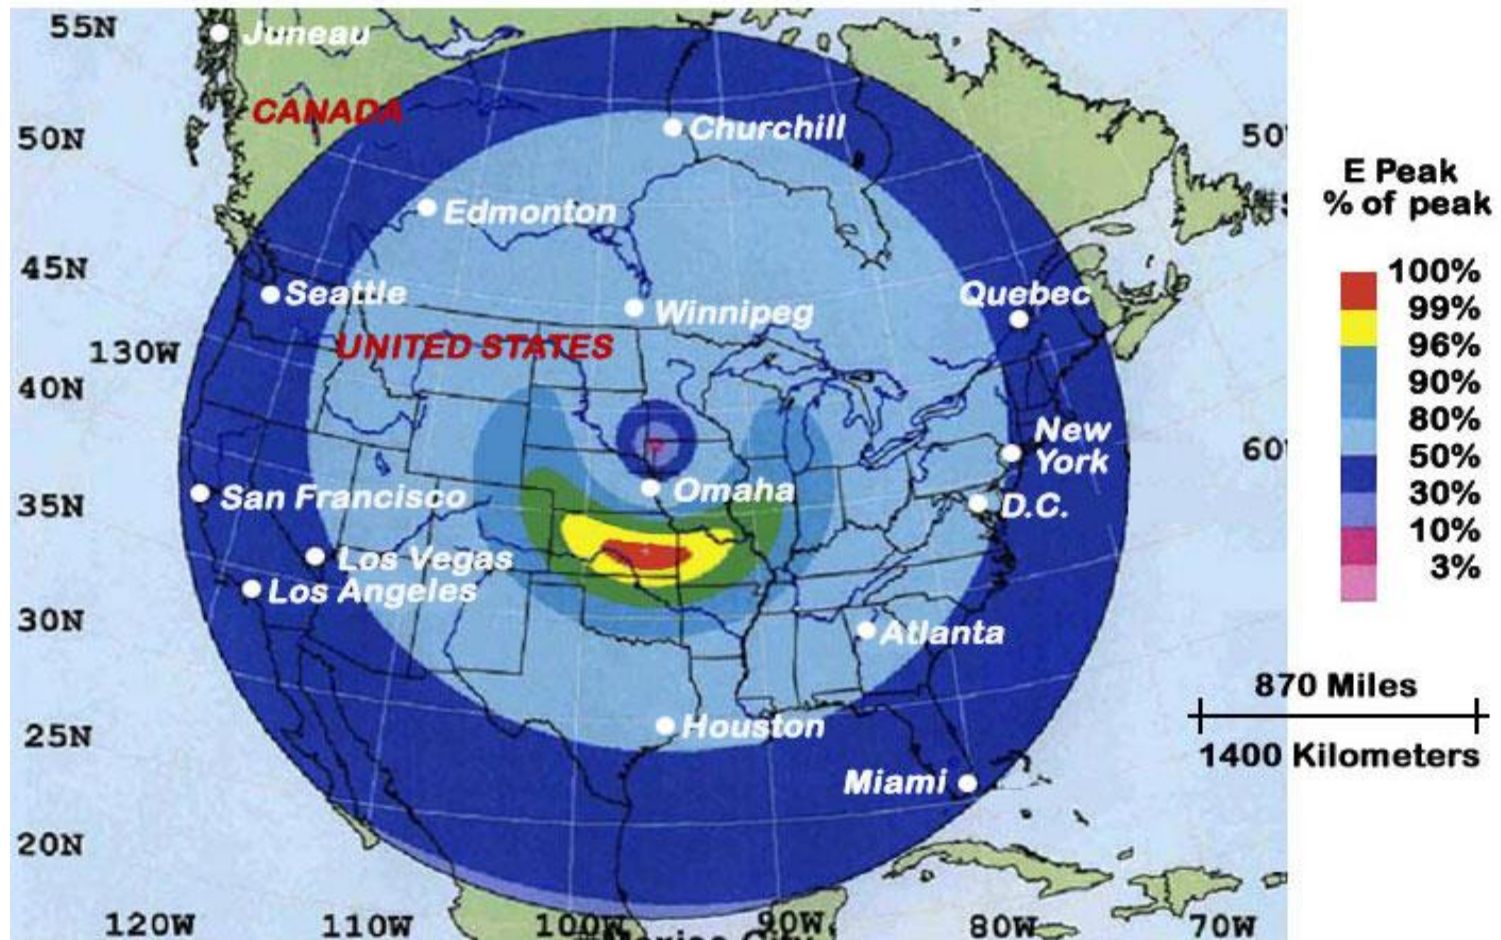 55N
Juneau
CANADA
50N
Churchill
50
Edmonton
45N
Seattle
Winnipeg
Quebec
130W
UNITED STATES
40N
New
York
60
35N
San Francisco
Omaha
D.C.
Los Vegas
Los Angeles
30N
Atlanta
25N
Houston
Miami
20N
120W
110W
100W
90W
80W
70W
E Peak
% of peak
100%
99%
96%
90%
80%
50%
30%
10%
3%
870 Miles
1400 Kilometers